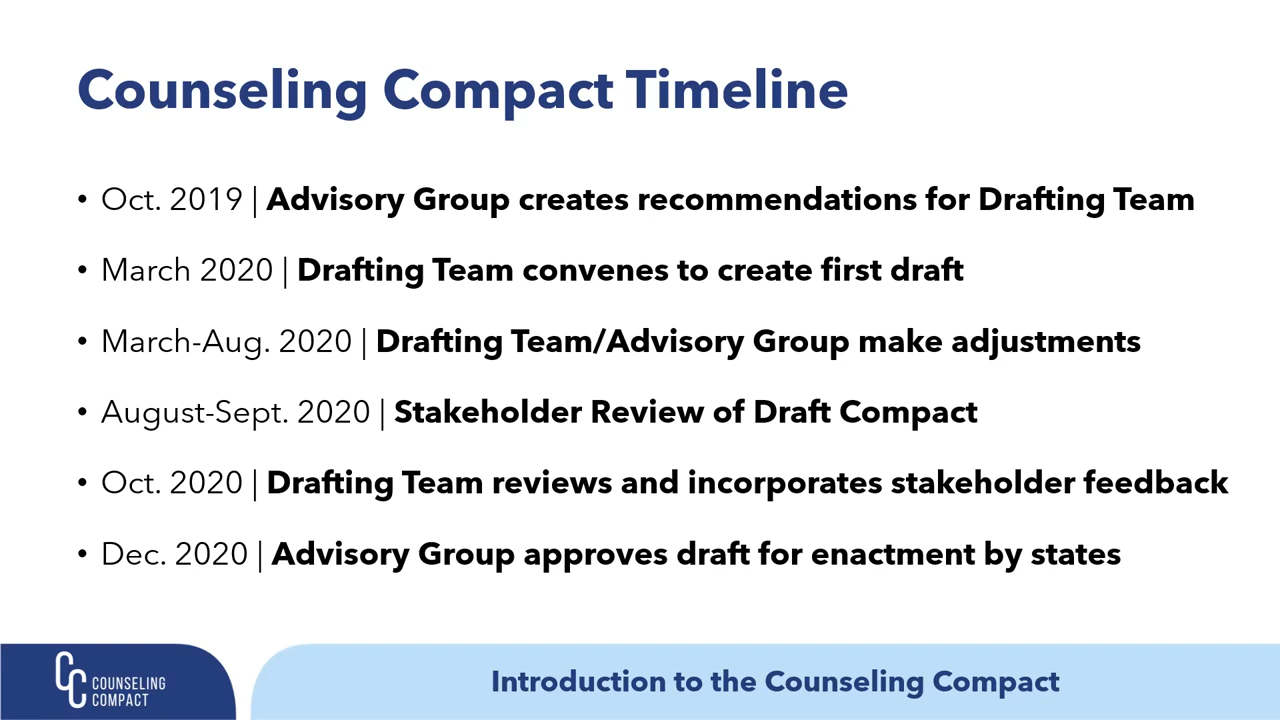 Counseling Compact Timeline
• Oct. 2019 | Advisory Group creates recommendations for Drafting Team
• March 2020 | Drafting Team convenes to create first draft
• March-Aug. 2020 | Drafting Team/Advisory Group make adjustments
• August-Sept. 2020 | Stakeholder Review of Draft Compact
• Oct. 2020 | Drafting Team reviews and incorporates stakeholder feedback
• Dec. 2020 | Advisory Group approves draft for enactment by states
CC COUNSELING
COMPACT
Introduction to the Counseling Compact